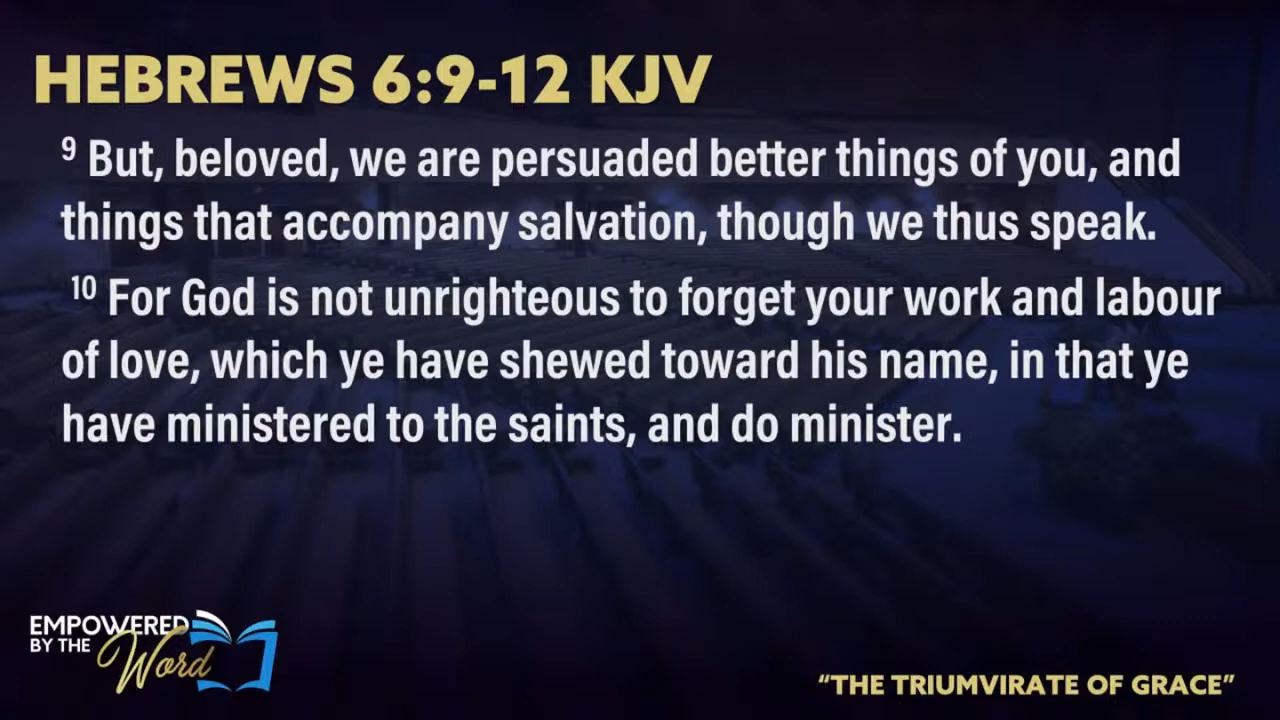 HEBREWS 6:9-12 KJV
9 But, beloved, we are persuaded better things of you, and
things that accompany salvation, though we thus speak.
10 For God is not unrighteous to forget your work and labour
of love, which ye have shewed toward his name, in that ye
have ministered to the saints, and do minister.
EMPOWERED
BY THE
Word
“THE TRIUMVIRATE OF GRACE”